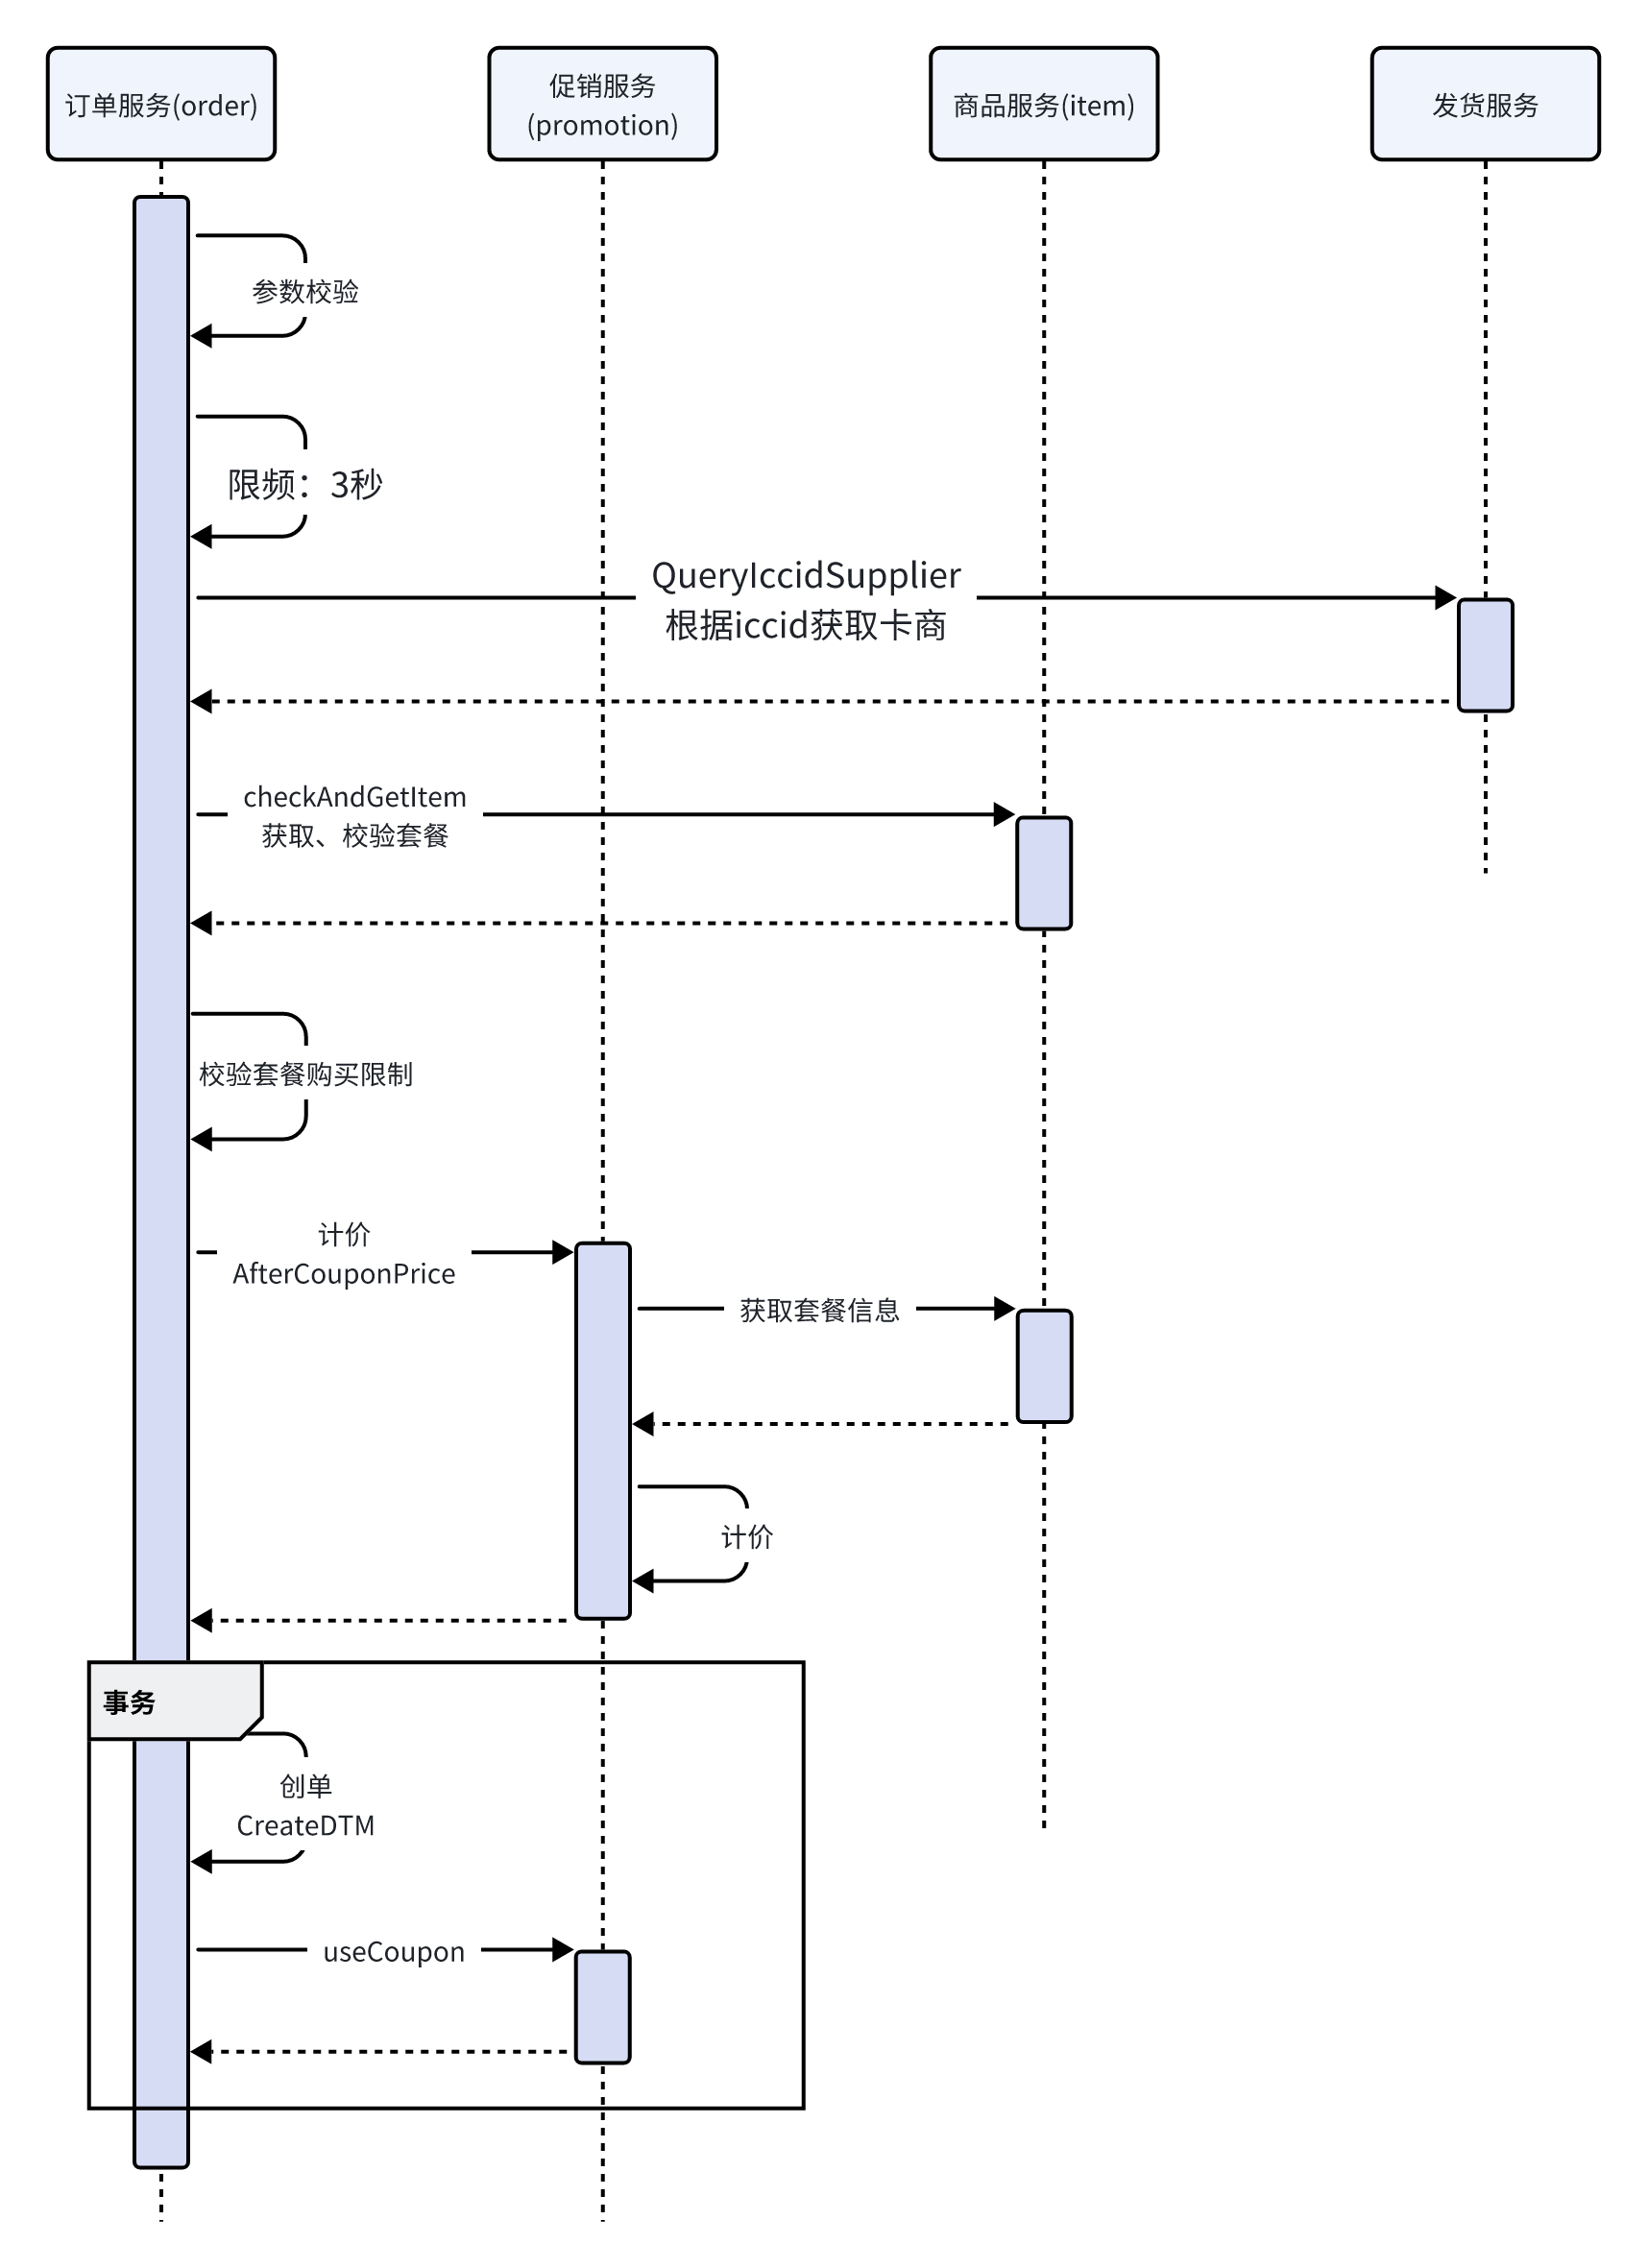 订单服务(order)
促销服务
(promotion)
商品服务(item)
发货服务
参数校验
限频：3秒
QueryIccidSupplier
根据iccid获取卡商
checkAndGetItem
获取、校验套餐
校验套餐购买限制
计价
AfterCouponPrice
获取套餐信息
计价
事务
创单
CreateDTM
useCoupon